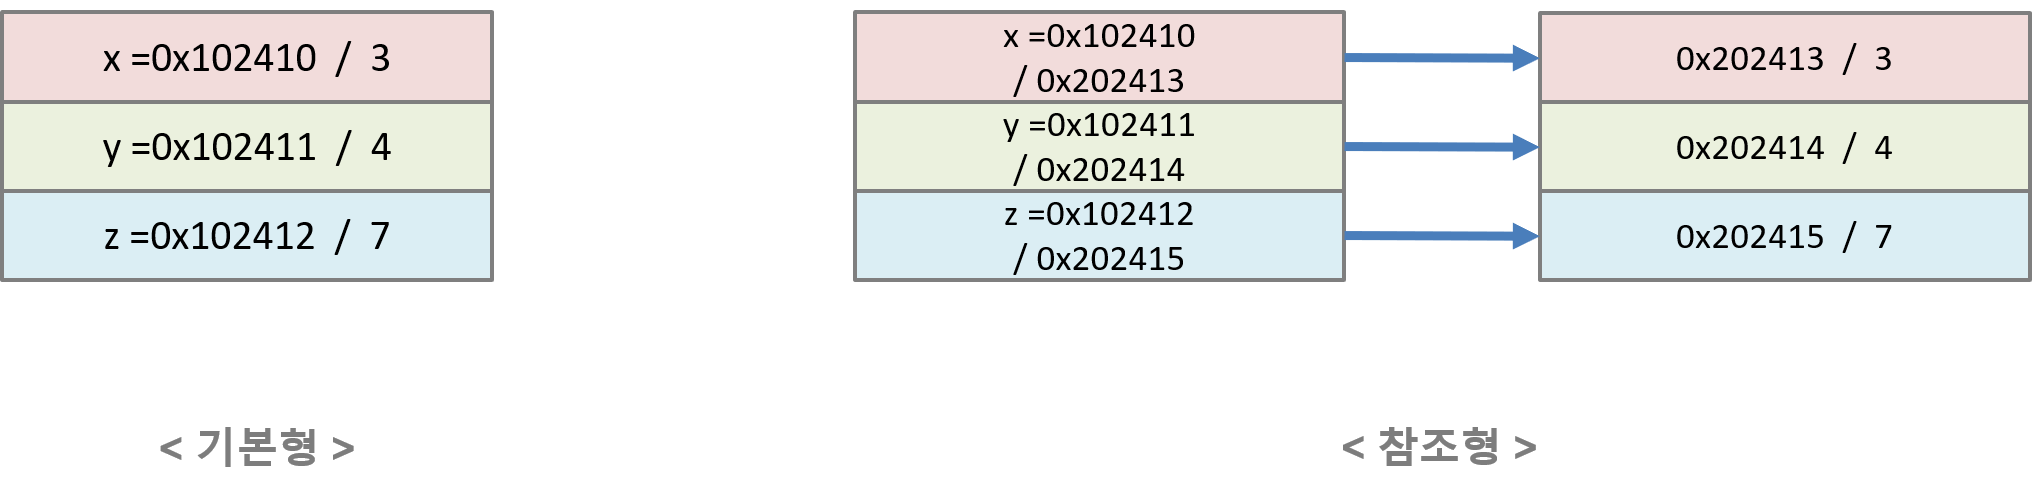 x =0x102410 / 3
y =0x102411 / 4
z =0x102412 / 7
< 기본형 >
x =0x102410
/ 0x202413
y =0x102411
/ 0x202414
z =0x102412
/ 0x202415
0x202413 / 3
0x202414 / 4
0x202415 / 7
< 참조형 >